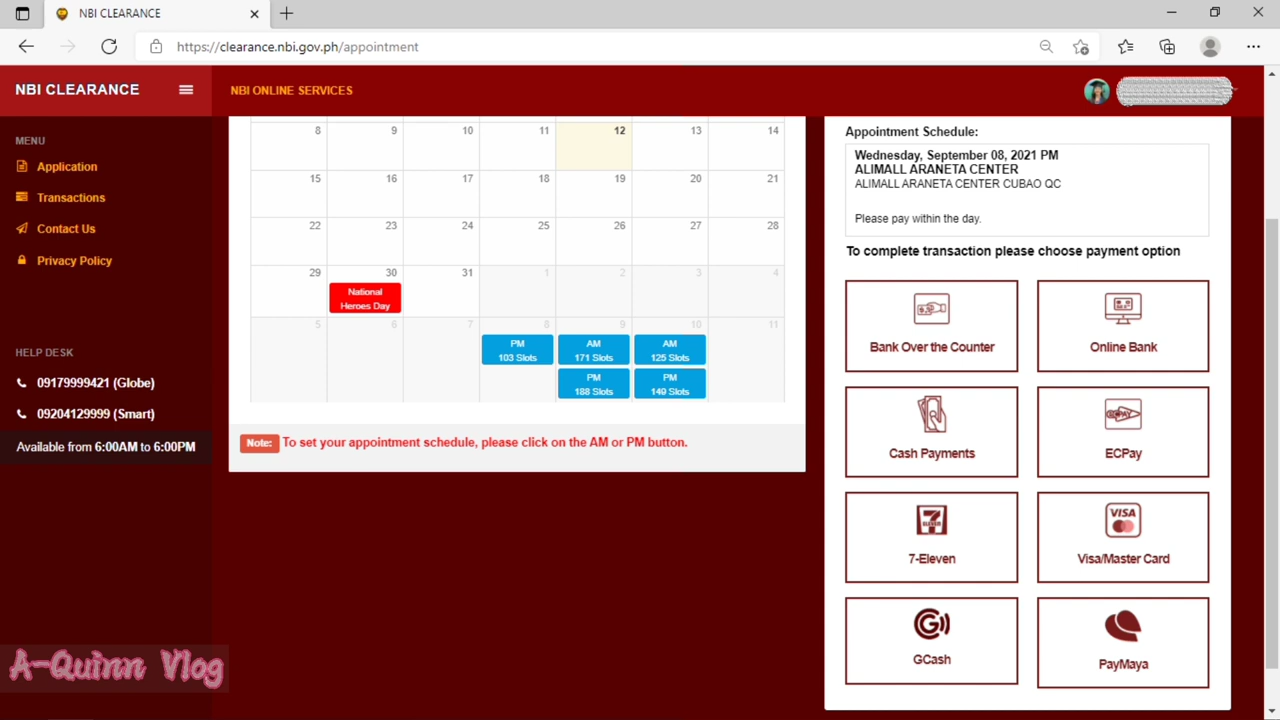 NBI CLEARANCE
https://clearance.nbi.gov.ph/appointment
NBI CLEARANCE
NBI ONLINE SERVICES
MENU
Application
Transactions
Contact Us
Privacy Policy
HELP DESK
09179999421 (Globe)
09204129999 (Smart)
Available from 6:00AM to 6:00PM
8 9 10 11 12 13 14
15 16 17 18 19 20 21
22 23 24 25 26 27 28
29 30 31 1 2 3 4
National
Heroes Day
5 6 7 8 9 10 11
PM AM AM
103 Slots 171 Slots 125 Slots
PM PM
188 Slots 149 Slots
Note: To set your appointment schedule, please click on the AM or PM button.
Appointment Schedule:
Wednesday, September 08, 2021 PM
ALIMALL ARANETA CENTER
ALIMALL ARANETA CENTER CUBAO QC
Please pay within the day.
To complete transaction please choose payment option
Bank Over the Counter
Online Bank
Cash Payments
ECPAY
ECPay
7 ELEVEN
VISA
7-Eleven
Visa/Master Card
G
GCash
PayMaya
A-Quinn Vlog